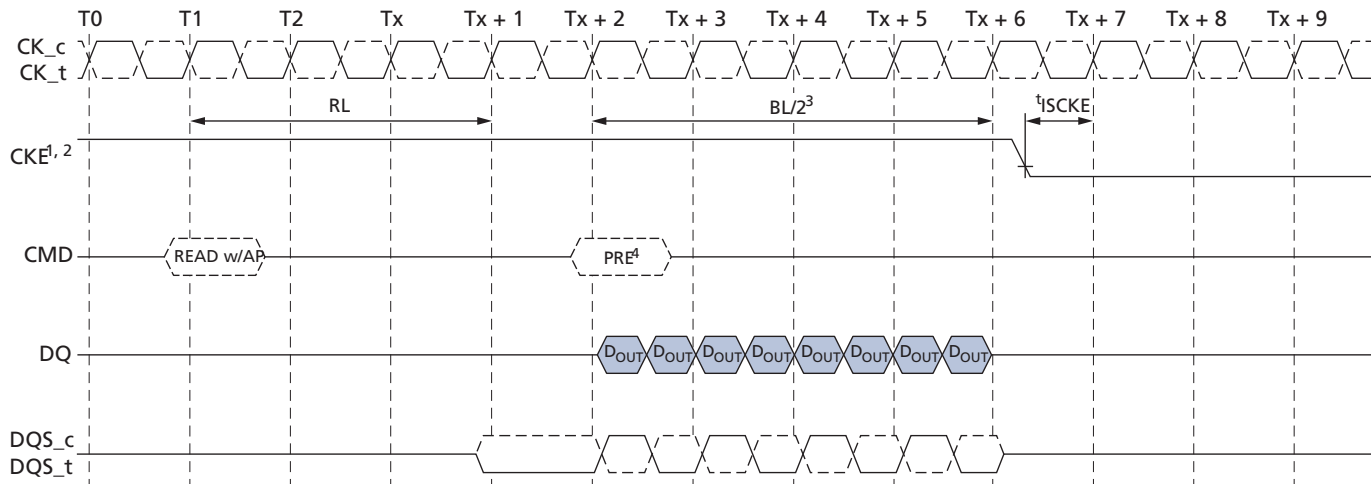 T0 T1 T2 Tx Tx + 1 Tx + 2 Tx + 3 Tx + 4 Tx + 5 Tx + 6 Tx + 7 Tx + 8 Tx + 9
CK_c
CK_t
RL BL/2³ tISCKE
CKE1, 2
CMD READ w/AP PRE⁴
DQ DOUT DOUT DOUT DOUT DOUT DOUT DOUT DOUT
DQS_c
DQS_t